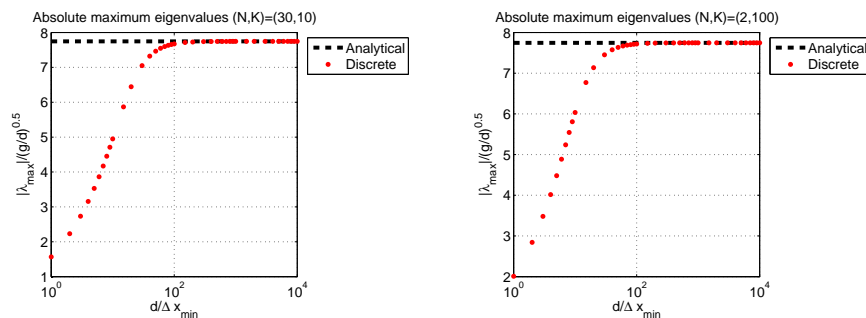 Absolute maximum eigenvalues (N,K)=(30,10)
8
7
6
5
4
3
2
1
|λmax|/(g/d)^0.5
10^0
10^2
10^4
d/Δ x_min
Analytical
Discrete
Absolute maximum eigenvalues (N,K)=(2,100)
8
7
6
5
4
3
2
|λmax|/(g/d)^0.5
10^0
10^2
10^4
d/Δ x_min
Analytical
Discrete